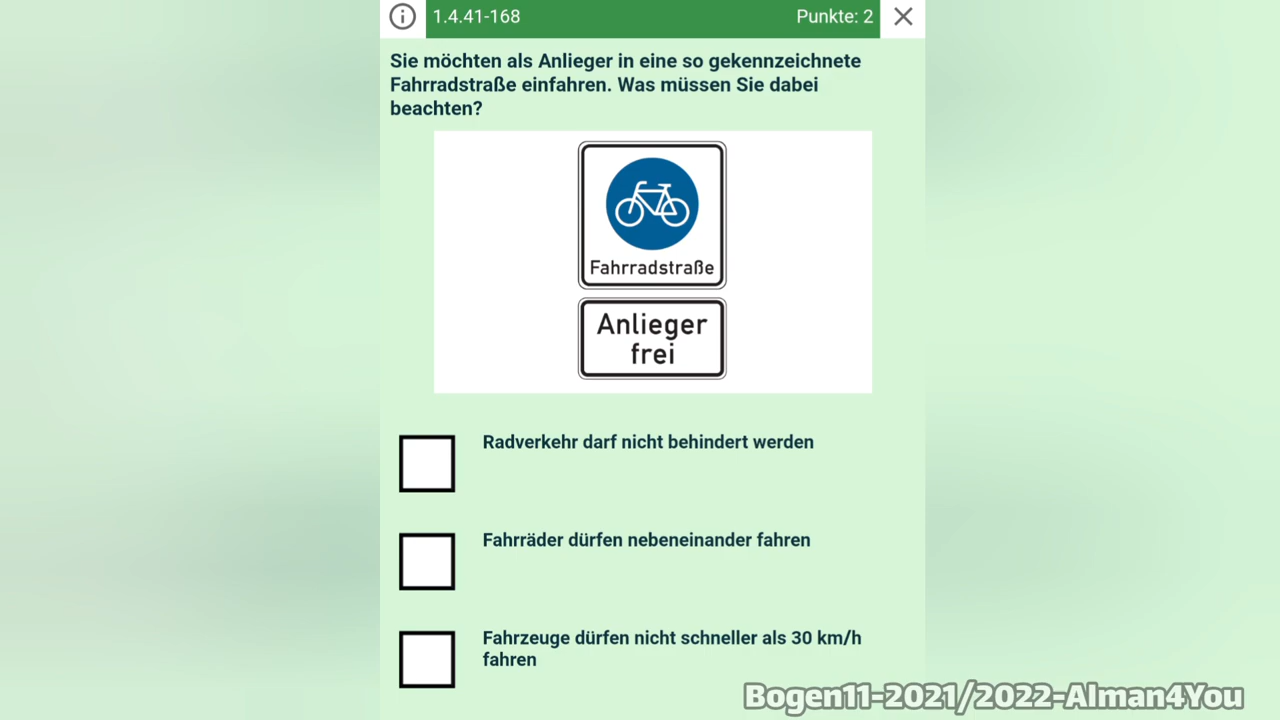 1.4.41-168
Punkte: 2
Sie möchten als Anlieger in eine so gekennzeichnete
Fahrradstraße einfahren. Was müssen Sie dabei
beachten?
Fahrradstraße
Anlieger
frei
Radverkehr darf nicht behindert werden
Fahrräder dürfen nebeneinander fahren
Fahrzeuge dürfen nicht schneller als 30 km/h
fahren
Bogen11-2021/2022-Alman4You